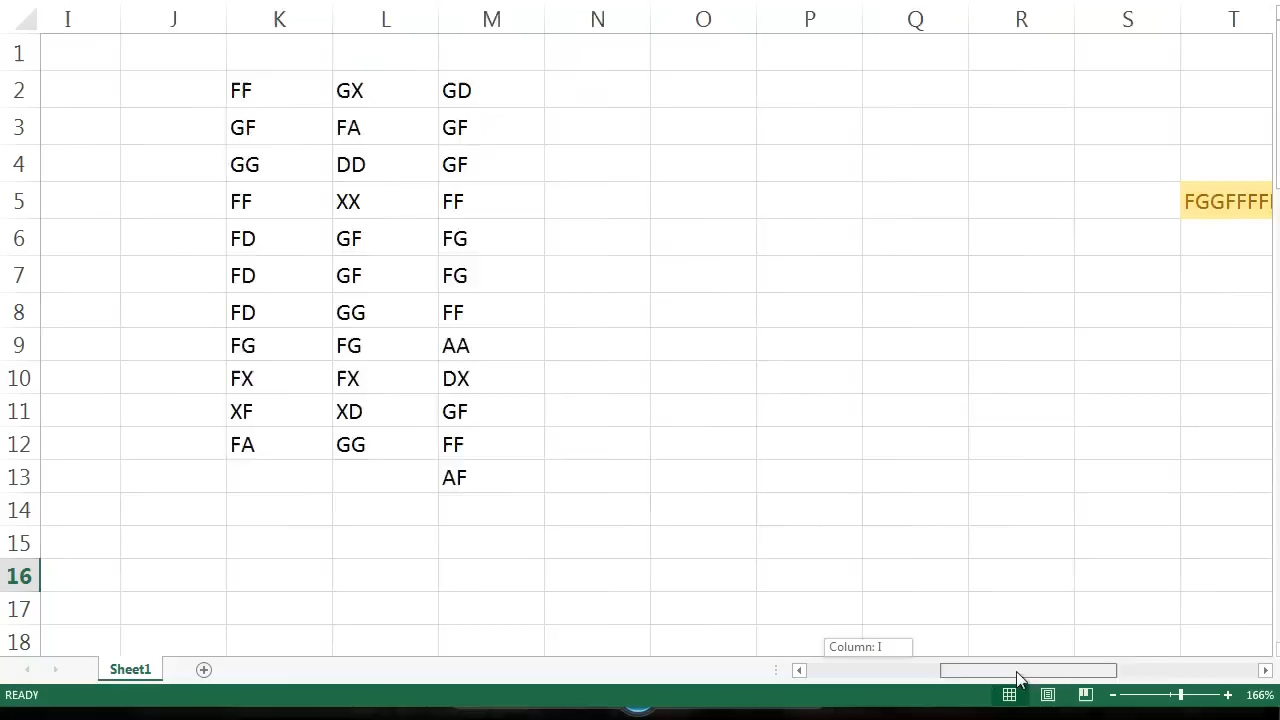 I J K L M N O P Q R S T
1
2 FF GX GD
3 GF FA GF
4 GG DD GF
5 FF XX FF FGGFFFF
6 FD GF FG
7 FD GF FG
8 FD GG FF
9 FG FG AA
10 FX FX DX
11 XF XD GF
12 FA GG FF
13 AF
14
15
16
17
18
Column: I
Sheet1
READY 166%